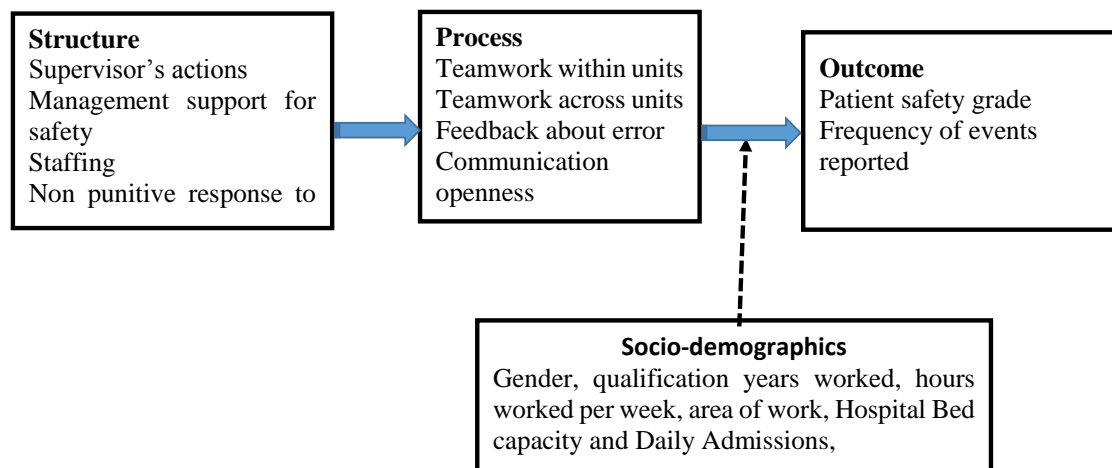 Structure
Supervisor's actions
Management support for
safety
Staffing
Non punitive response to
Process
Teamwork within units
Teamwork across units
Feedback about error
Communication
openness
Outcome
Patient safety grade
Frequency of events
reported
Socio-demographics
Gender, qualification years worked, hours
worked per week, area of work, Hospital Bed
capacity and Daily Admissions,